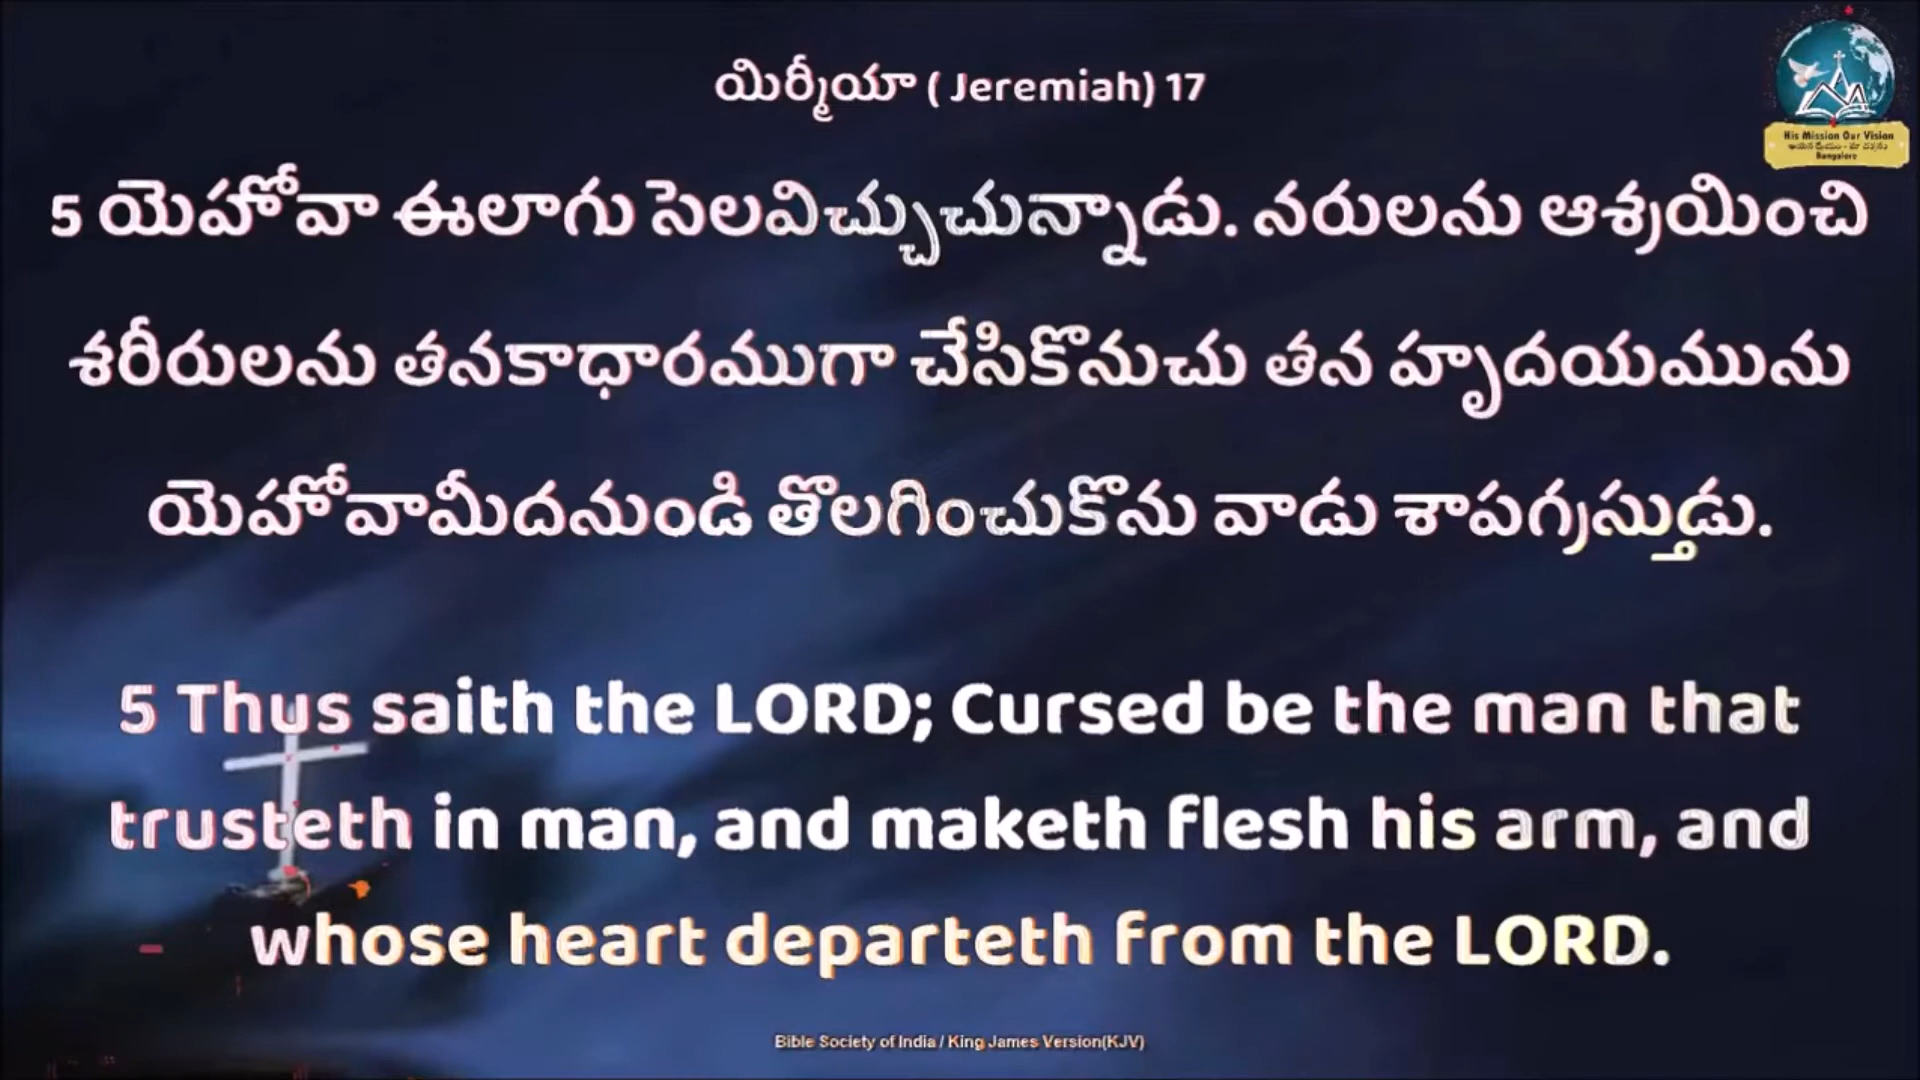 యిర్మీయా ( Jeremiah) 17
His Mission Our Vision
Bangalore
5 యెహోవా ఈలాగు సెలవిచ్చుచున్నాడు. నరులను ఆశ్రయించి
శరీరులను తనకాధారముగా చేసికొనుచు తన హృదయమును
యెహోవామీదనుండి తొలగించుకొను వాడు శాపగ్రస్తుడు.
5 Thus saith the LORD; Cursed be the man that
trusteth in man, and maketh flesh his arm, and
whose heart departeth from the LORD.
Bible Society of India / King James Version(KJV)